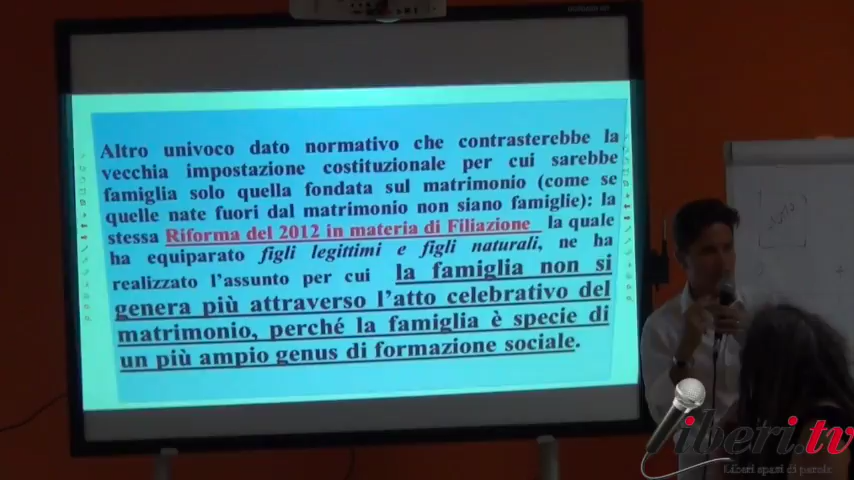 Altro univoco dato normativo che contrasterebbe la
vecchia impostazione costituzionale per cui sarebbe
famiglia solo quella fondata sul matrimonio (come se
quelle nate fuori dal matrimonio non siano famiglie): la
stessa Riforma del 2012 in materia di Filiazione la quale
ha equiparato figli legittimi e figli naturali, ne ha
realizzato l'assunto per cui la famiglia non si
genera più attraverso l'atto celebrativo del
matrimonio, perché la famiglia è specie di
un più ampio genus di formazione sociale.
liberi.tv
Liberi spazi di parole